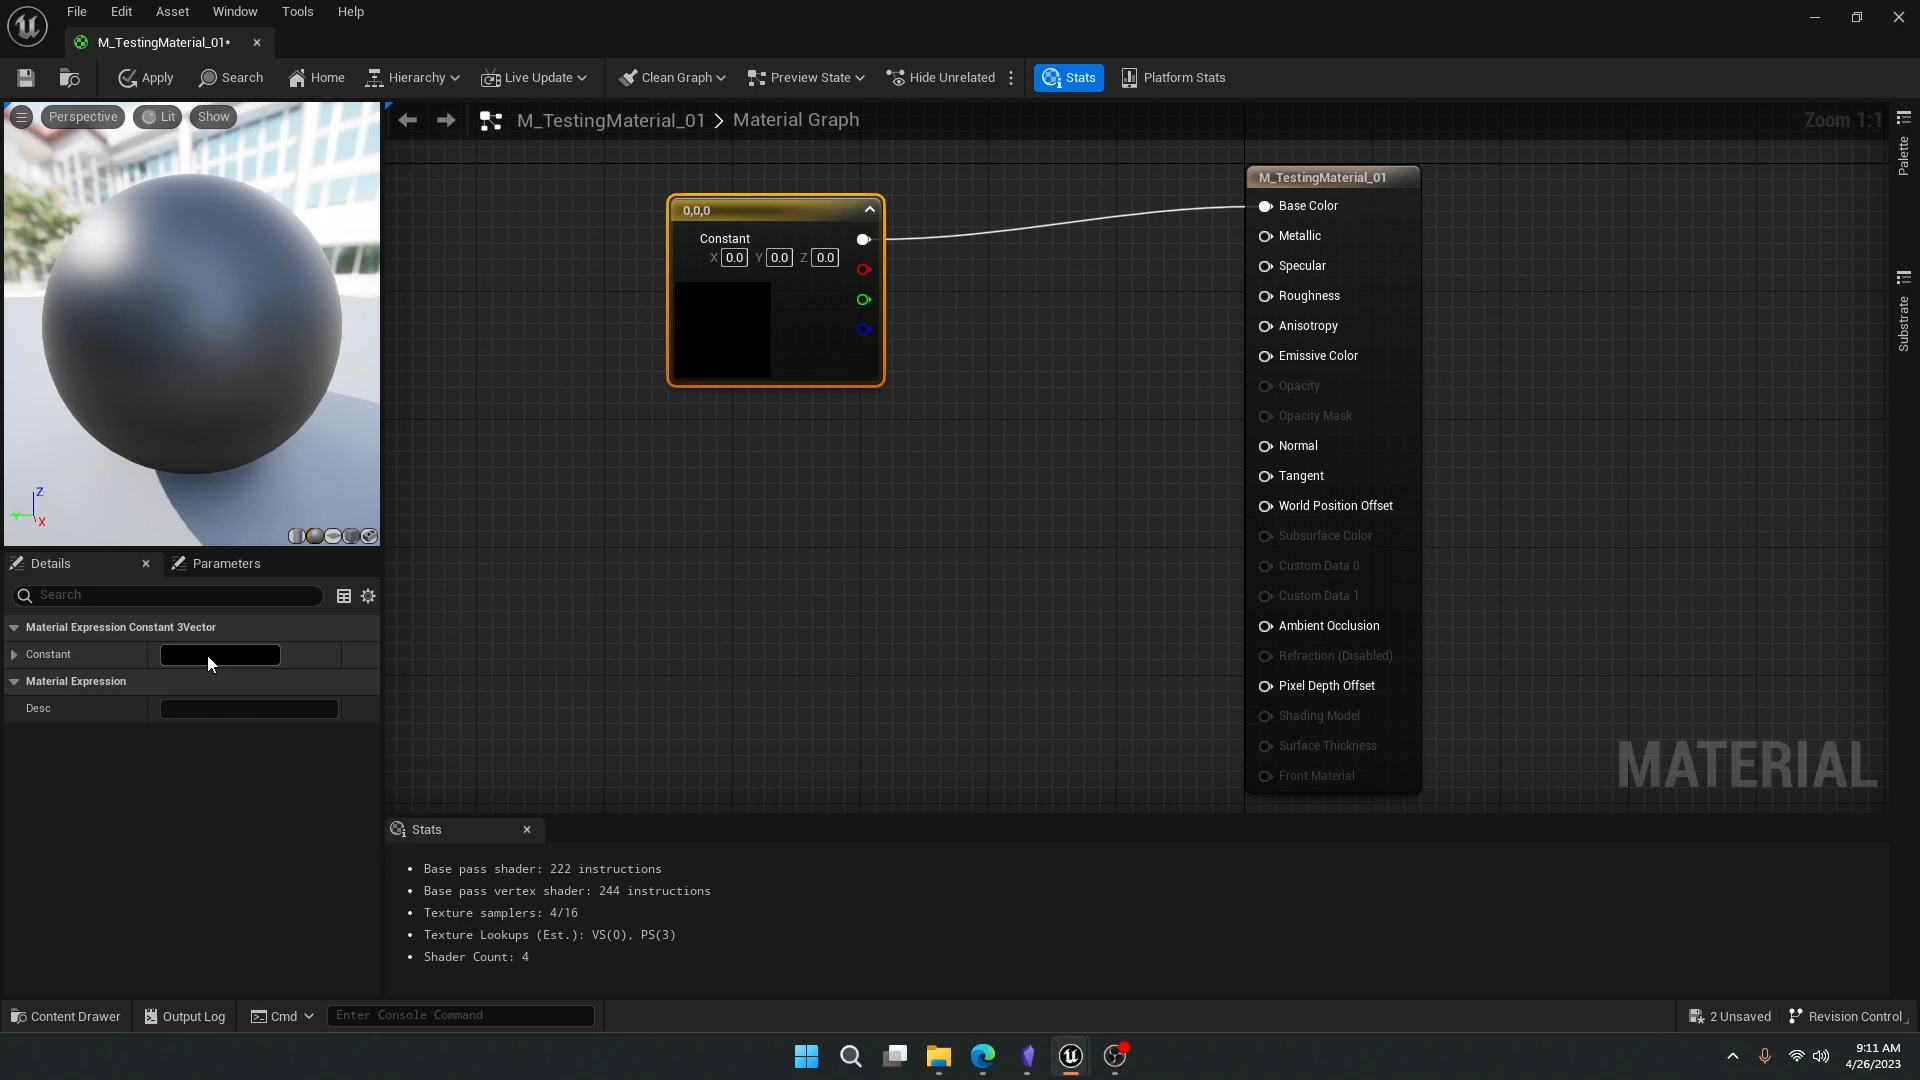 File Edit Asset Window Tools Help
M_TestingMaterial_01*
Apply Search Home Hierarchy Live Update Clean Graph Preview State Hide Unrelated Stats Platform Stats
Perspective Lit Show
M_TestingMaterial_01 > Material Graph
Zoom 1:1
Palette
Substrate
0,0,0
Constant
X 0.0 Y 0.0 Z 0.0
M_TestingMaterial_01
Base Color
Metallic
Specular
Roughness
Anisotropy
Emissive Color
Opacity
Opacity Mask
Normal
Tangent
World Position Offset
Subsurface Color
Custom Data 0
Custom Data 1
Ambient Occlusion
Refraction (Disabled)
Pixel Depth Offset
Shading Model
Surface Thickness
Front Material
MATERIAL
Z
Y
X
Details Parameters
Search
Material Expression Constant 3Vector
Constant
Material Expression
Desc
Stats
• Base pass shader: 222 instructions
• Base pass vertex shader: 244 instructions
• Texture samplers: 4/16
• Texture Lookups (Est.): VS(0), PS(3)
• Shader Count: 4
Content Drawer Output Log Cmd Enter Console Command 2 Unsaved Revision Control
9:11 AM
4/26/2023